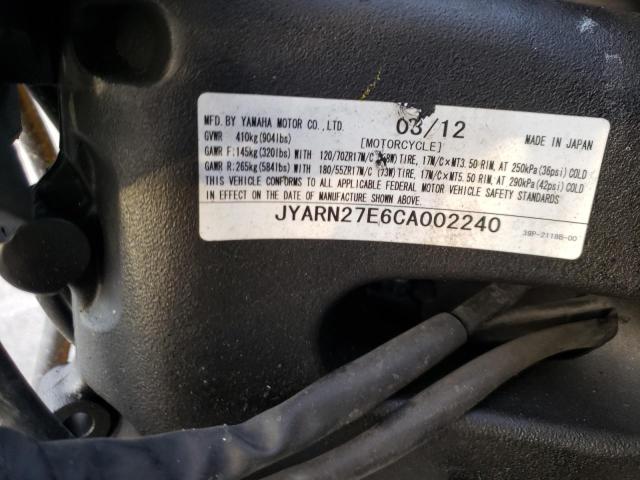 MFD. BY YAMAHA MOTOR CO., LTD. 03/12 MADE IN JAPAN
GVWR 410kg(904lbs) [MOTORCYCLE]
GAWR F: 145kg(320lbs) WITH 120/70ZR17M/C TIRE, 17M/C×MT3.50 RIM, AT 250kPa(36psi) COLD
GAWR R: 265kg(584lbs) WITH 180/55ZR17M/C (73W) TIRE, 17M/C×MT5.50 RIM, AT 290kPa(42psi) COLD
THIS VEHICLE CONFORMS TO ALL APPLICABLE FEDERAL MOTOR VEHICLE SAFETY STANDARDS
IN EFFECT ON THE DATE OF MANUFACTURE SHOWN ABOVE.
JYARN27E6CA002240
39P-2118B-00